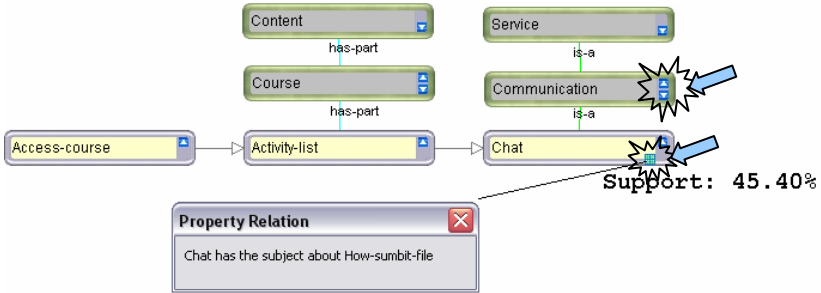 Content
Service
has-part
is-a
Course
Communication
has-part
is-a
Access-course
Activity-list
Chat
Support: 45.40%
Property Relation
Chat has the subject about How-sumbit-file